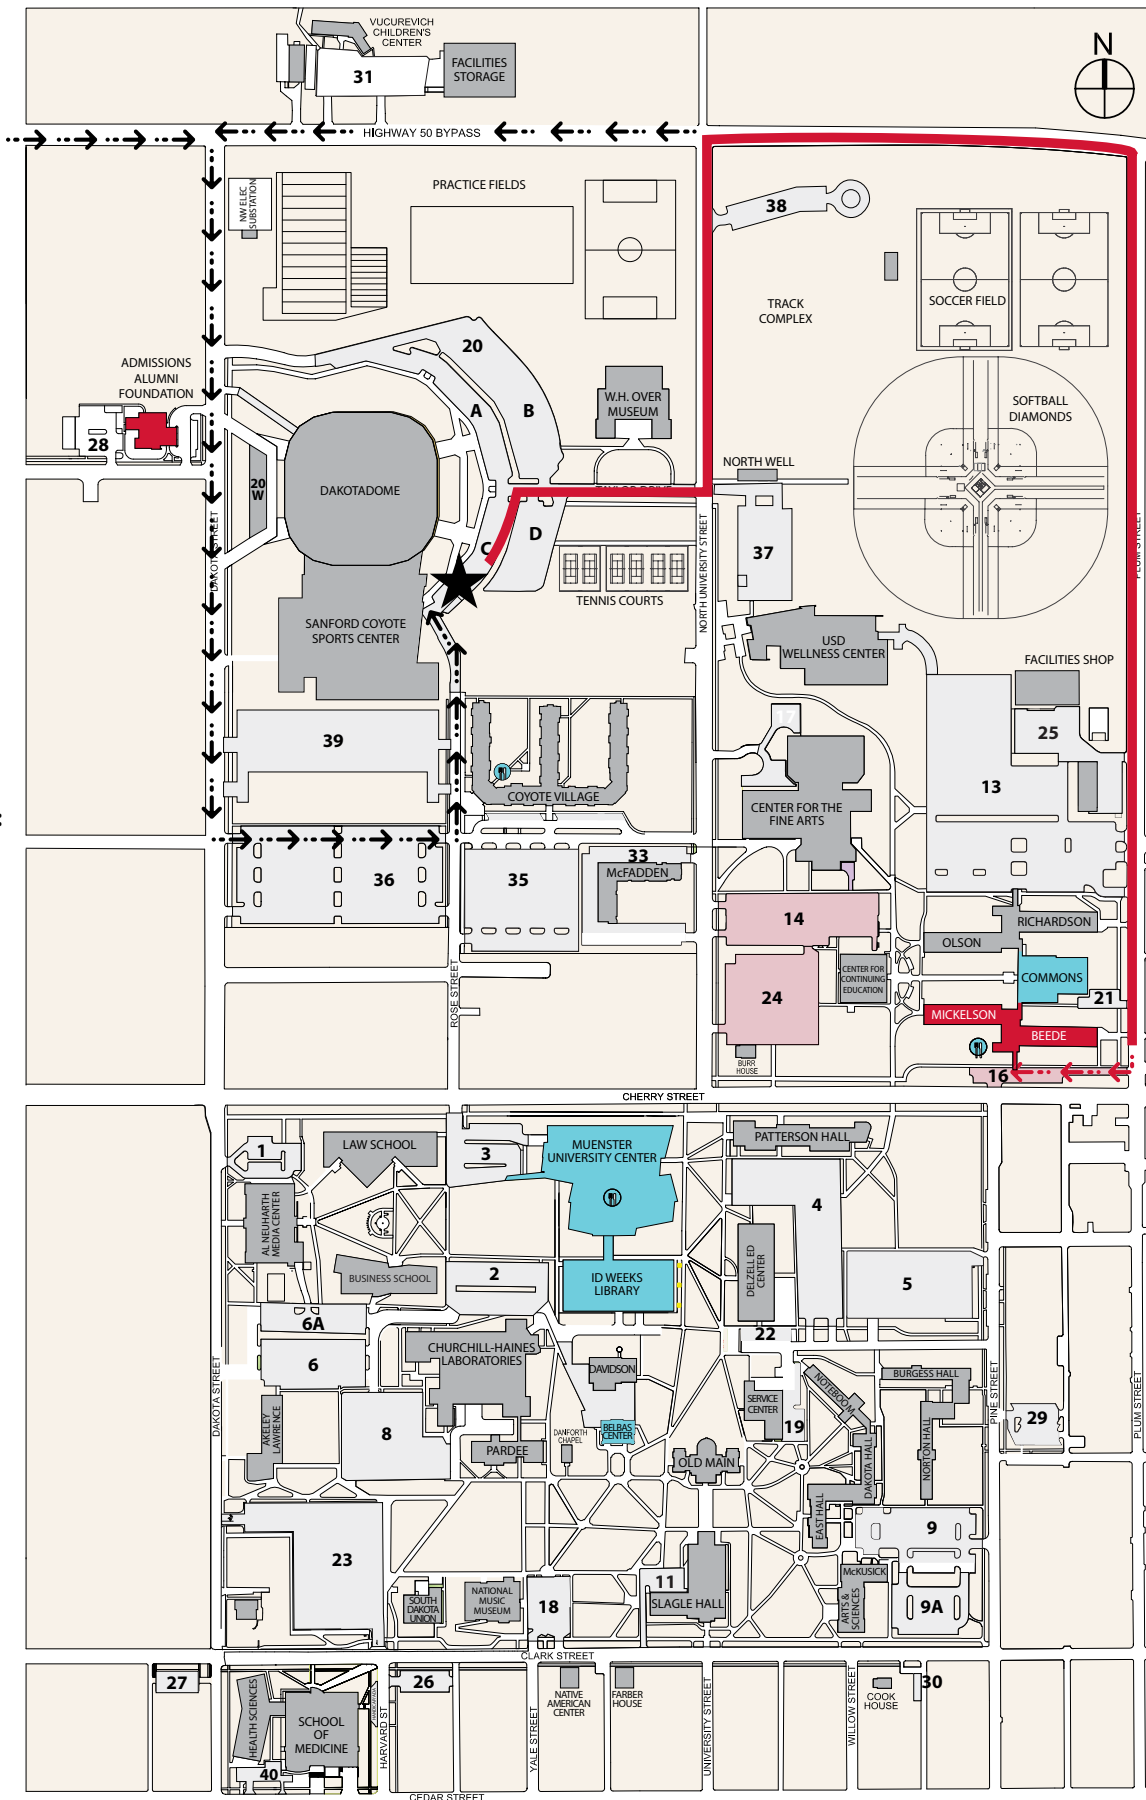 VUCUREVICH
CHILDREN'S
CENTER
31
FACILITIES
STORAGE
N
HIGHWAY 50 BYPASS
NW ELEC
SUBSTATION
PRACTICE FIELDS
38
TRACK
COMPLEX
SOCCER FIELD
SOFTBALL
DIAMONDS
20
A
B
ADMISSIONS
ALUMNI
FOUNDATION
28
W.H. OVER
MUSEUM
20
W
DAKOTADOME
NORTH WELL
TAYLOR DRIVE
C
D
37
DAKOTA STREET
NORTH UNIVERSITY STREET
PLUM STREET
TENNIS COURTS
SANFORD COYOTE
SPORTS CENTER
USD
WELLNESS CENTER
FACILITIES SHOP
25
17
39
13
COYOTE VILLAGE
CENTER FOR THE
FINE ARTS
36
35
33
McFADDEN
14
RICHARDSON
OLSON
COMMONS
CENTER FOR
CONTINUING
EDUCATION
24
21
MICKELSON
BEEDE
ROSE STREET
BURR
HOUSE
16
CHERRY STREET
1
LAW SCHOOL
3
MUENSTER
UNIVERSITY CENTER
PATTERSON HALL
AL NEUHARTH
MEDIA CENTER
4
BUSINESS SCHOOL
2
ID WEEKS
LIBRARY
DELZELL ED
CENTER
5
6A
22
CHURCHILL-HAINES
LABORATORIES
6
DAVIDSON
BURGESS HALL
NOTEBOOM
SERVICE
CENTER
DAKOTA STREET
PINE STREET
PLUM STREET
29
AKELEY
LAWRENCE
8
BELBAS
CENTER
DANFORTH
CHAPEL
19
PARDEE
OLD MAIN
DAKOTA HALL
NORTON HALL
EAST HALL
9
23
11
McKUSICK
SOUTH
DAKOTA
UNION
NATIONAL
MUSIC
MUSEUM
18
SLAGLE HALL
ARTS &
SCIENCES
9A
CLARK STREET
27
26
30
HEALTH SCIENCES
SCHOOL
OF
MEDICINE
HARVARD ST
NATIVE
AMERICAN
CENTER
FARBER
HOUSE
COOK
HOUSE
YALE STREET
UNIVERSITY STREET
WILLOW STREET
40
CEDAR STREET